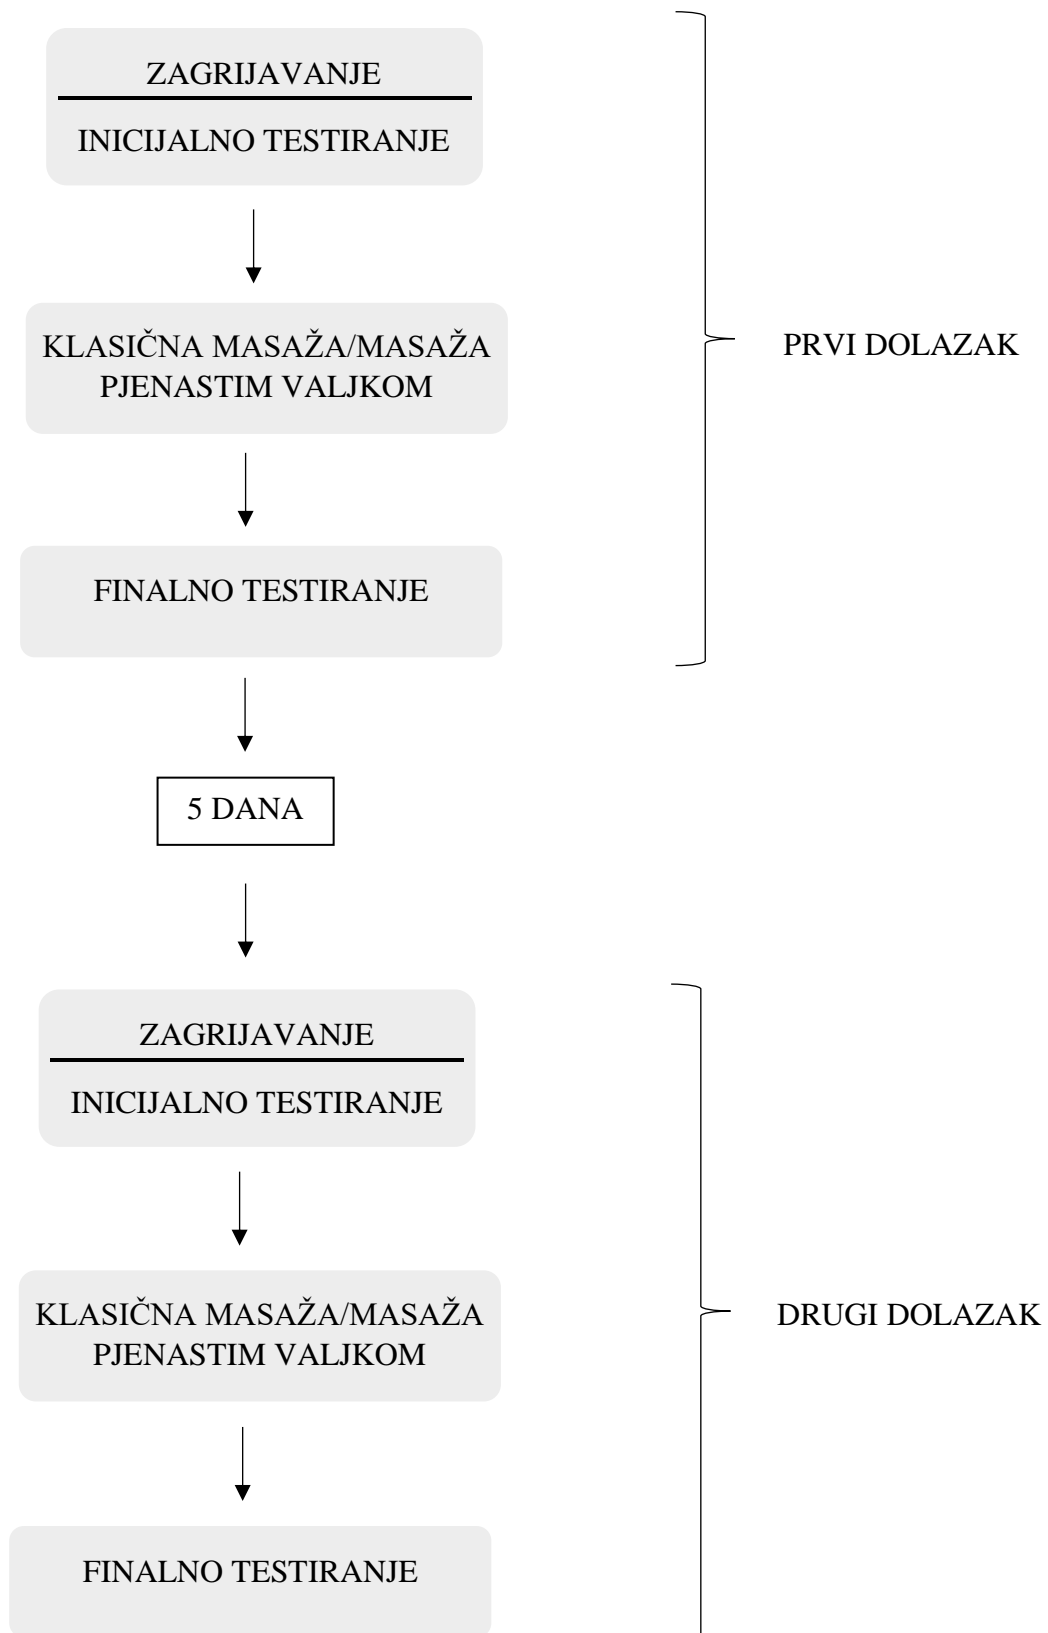 ZAGRIJAVANJE
INICIJALNO TESTIRANJE
KLASIČNA MASAŽA/MASAŽA
PJENASTIM VALJKOM
PRVI DOLAZAK
FINALNO TESTIRANJE
5 DANA
ZAGRIJAVANJE
INICIJALNO TESTIRANJE
KLASIČNA MASAŽA/MASAŽA
PJENASTIM VALJKOM
DRUGI DOLAZAK
FINALNO TESTIRANJE